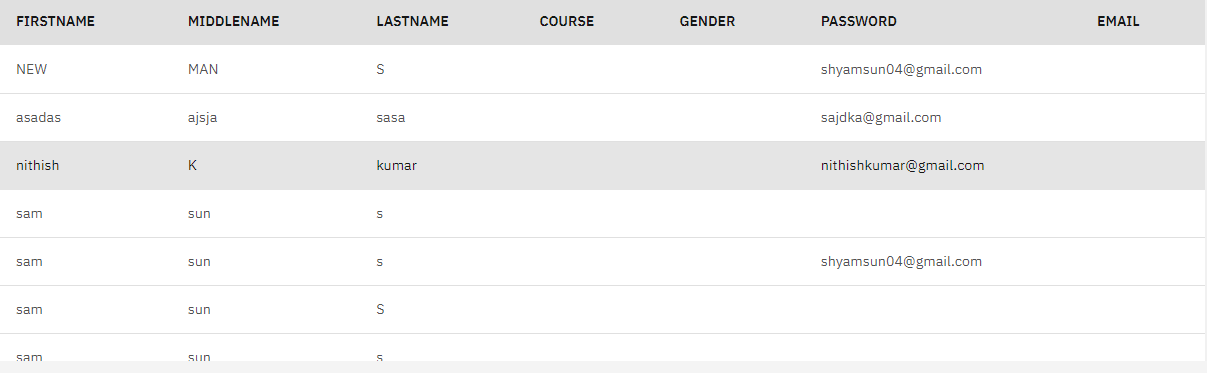 FIRSTNAME MIDDLENAME LASTNAME COURSE GENDER PASSWORD EMAIL
NEW MAN S shyamsun04@gmail.com
asadas ajsja sasa sajdka@gmail.com
nithish K kumar nithishkumar@gmail.com
sam sun s
sam sun s shyamsun04@gmail.com
sam sun S
sam sun s